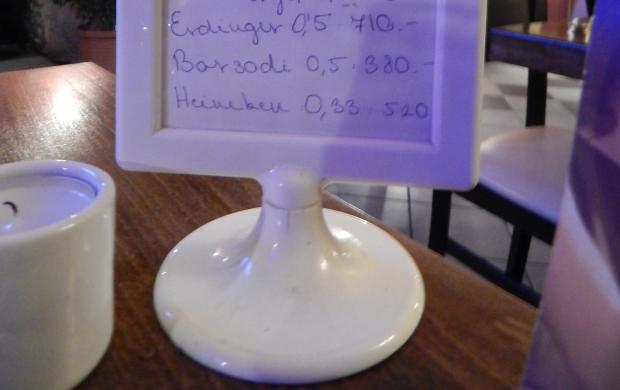 Erdinger 0,5 · 710.-
Borsodi 0,5 · 380.-
Heineken 0,33 · 520